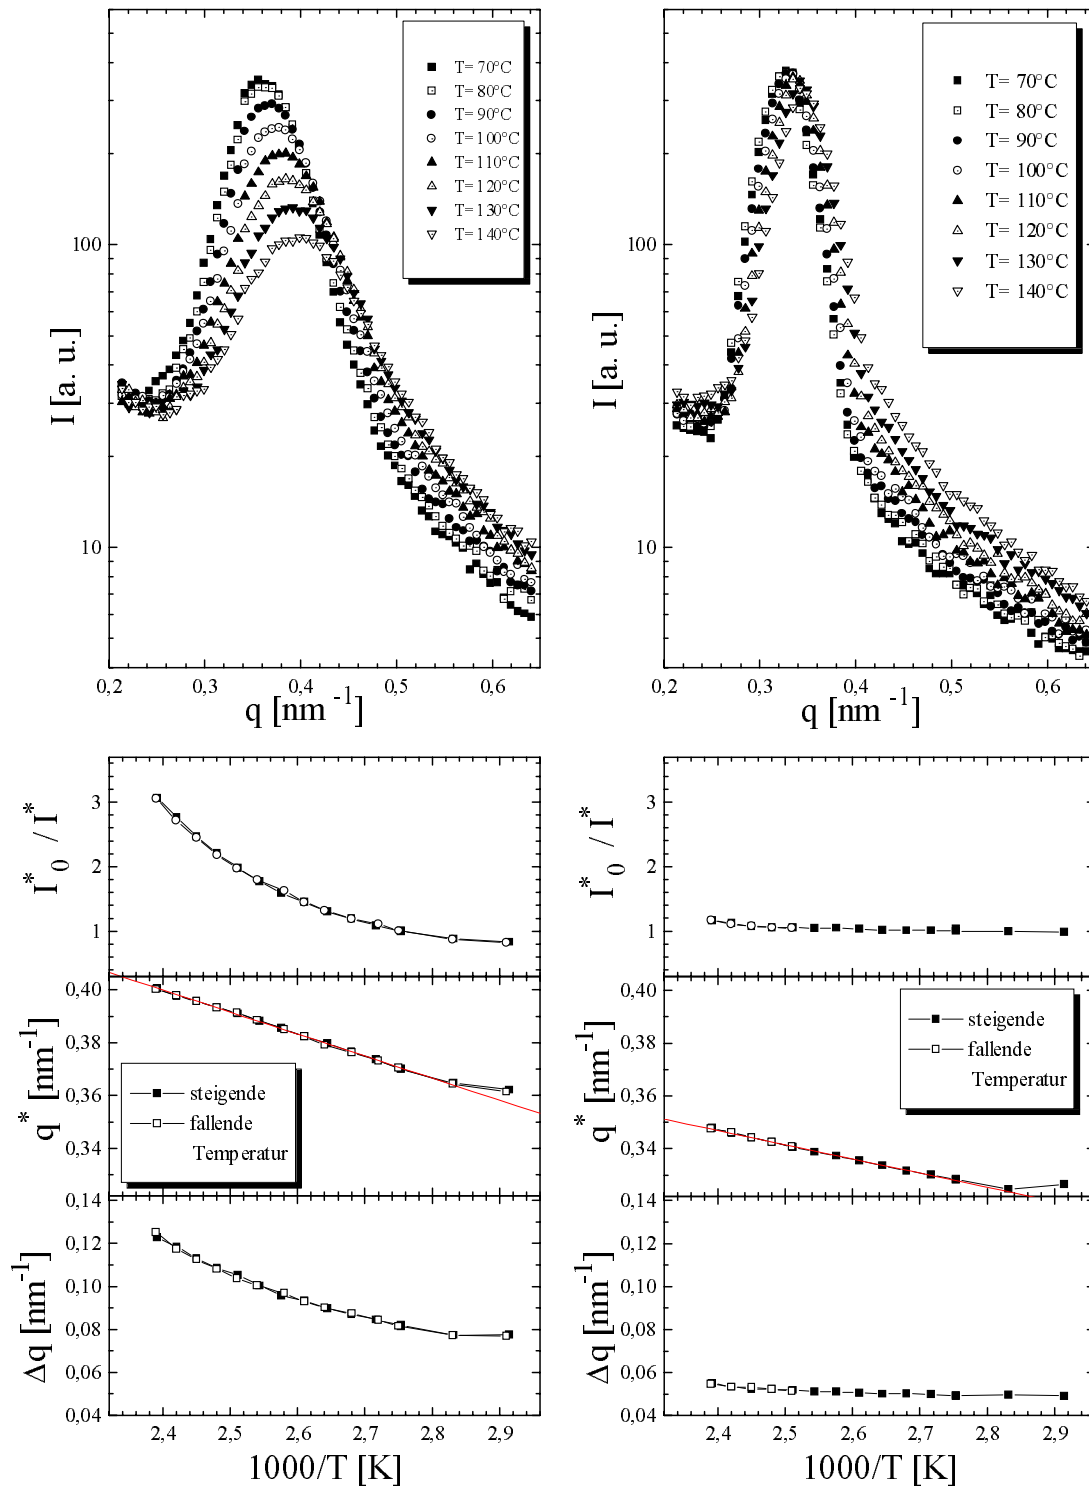 T= 70°C
T= 80°C
T= 90°C
T= 100°C
T= 110°C
T= 120°C
T= 130°C
T= 140°C
100
10
I [a. u.]
0,2 0,3 0,4 0,5 0,6
q [nm -1]
T= 70°C
T= 80°C
T= 90°C
T= 100°C
T= 110°C
T= 120°C
T= 130°C
T= 140°C
100
10
I [a. u.]
0,2 0,3 0,4 0,5 0,6
q [nm -1]
3
2
1
I*0 / I*
0,40
0,38
0,36
0,34
q* [nm-1]
steigende
fallende
Temperatur
0,14
0,12
0,10
0,08
0,06
0,04
Δq [nm-1]
2,4 2,5 2,6 2,7 2,8 2,9
1000/T [K]
3
2
1
I*0 / I*
0,40
0,38
0,36
0,34
q* [nm-1]
steigende
fallende
Temperatur
0,14
0,12
0,10
0,08
0,06
0,04
Δq [nm-1]
2,4 2,5 2,6 2,7 2,8 2,9
1000/T [K]